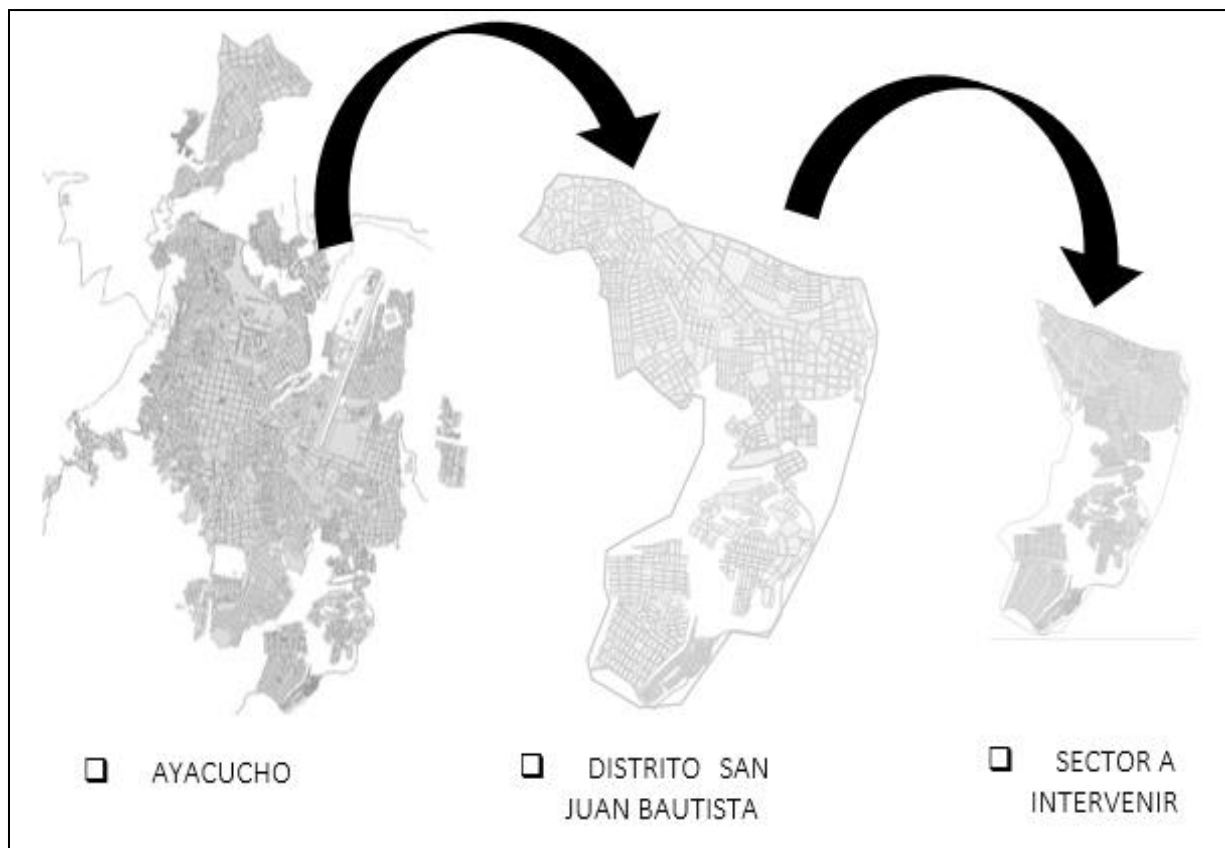 ❑ AYACUCHO
❑ DISTRITO SAN
JUAN BAUTISTA
❑ SECTOR A
INTERVENIR